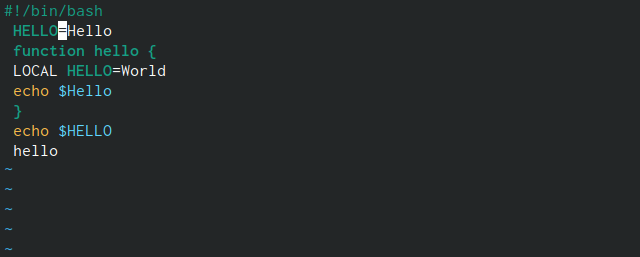 #!/bin/bash
HELLO=Hello
function hello {
LOCAL HELLO=World
echo $Hello
}
echo $HELLO
hello
~
~
~
~
~